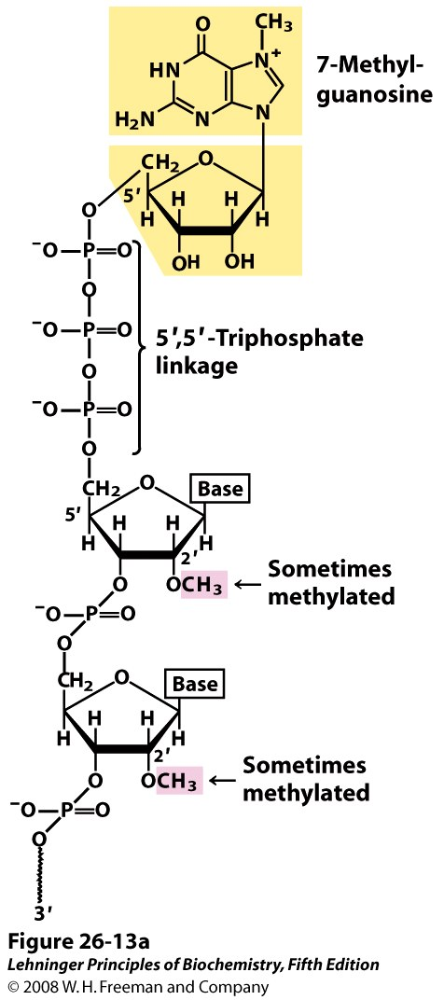 CH3
O
N+
HN
7-Methyl-
guanosine
H2N
N
N
CH2
O
5′
H
H
O
H
H
OH
OH
−O—P=O
O
−O—P=O
5′,5′-Triphosphate
linkage
O
−O—P=O
O
CH2
O
Base
5′
H
H
H
H
2′
O
OCH3
Sometimes
methylated
−O—P=O
O
CH2
O
Base
H
H
H
H
2′
O
OCH3
Sometimes
methylated
−O—P=O
O
3′
Figure 26-13a
Lehninger Principles of Biochemistry, Fifth Edition
© 2008 W. H. Freeman and Company